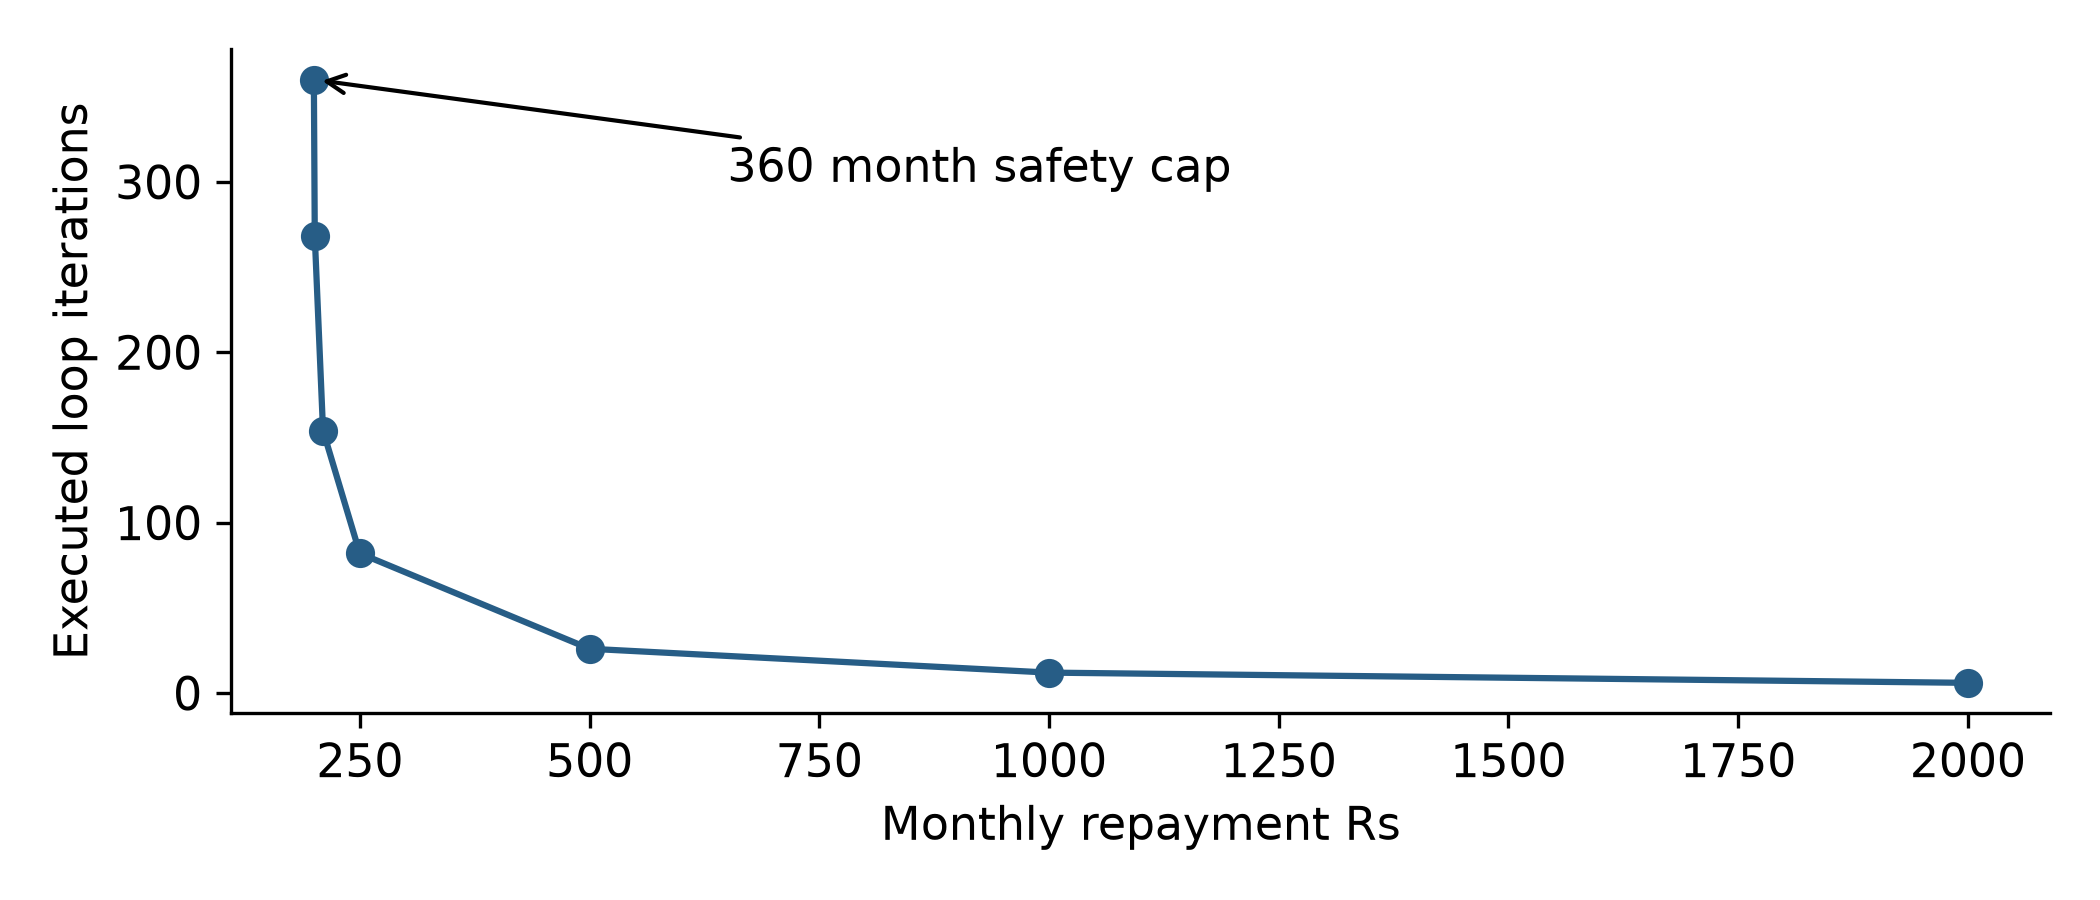 360 month safety cap
Executed loop iterations
300
200
100
0
250 500 750 1000 1250 1500 1750 2000
Monthly repayment Rs